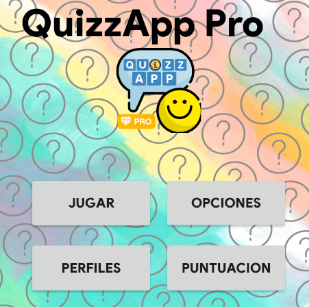 QuizzApp Pro
QUIZZ
APP
PRO
JUGAR OPCIONES
PERFILES PUNTUACION